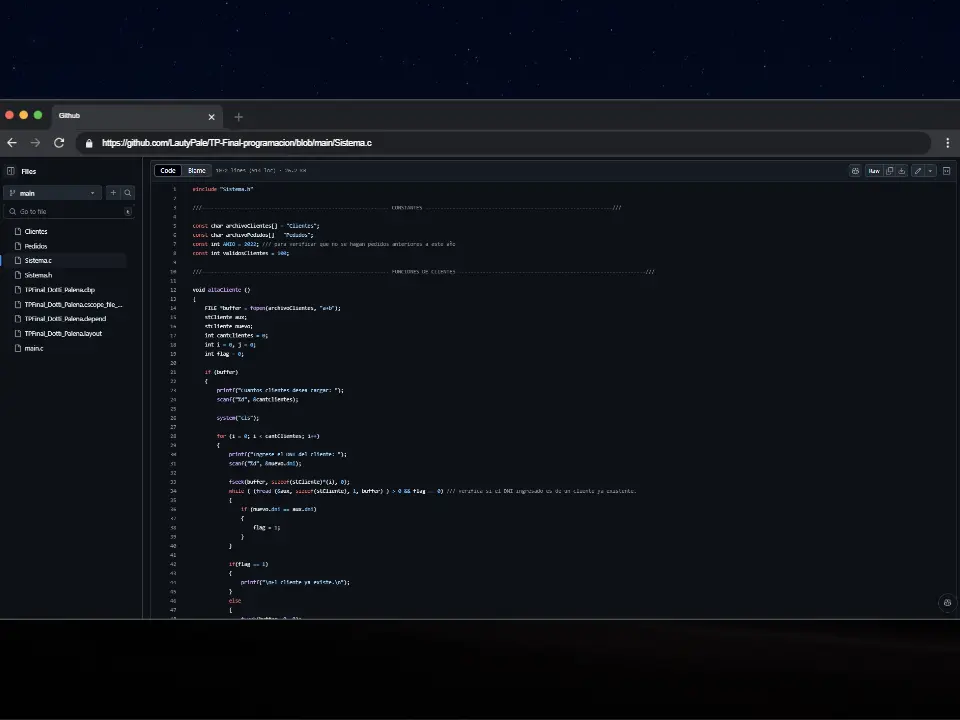 Github
https://github.com/LautyPale/TP-Final-programacion/blob/main/Sistema.c
Files
main
Go to file
Clientes
Pedidos
Sistema.c
Sistema.h
TPFinal_Dotti_Palena.cbp
TPFinal_Dotti_Palena.cscope_file_...
TPFinal_Dotti_Palena.depend
TPFinal_Dotti_Palena.layout
main.c
Code Blame
Raw
1 #include "Sistema.h"
2
3 ///------------------------------ CONSTANTES ------------------------------///
4
5 const char archivoClientes[] = "Clientes";
6 const char archivoPedidos[] = "Pedidos";
7 const int ANIO = 2022; /// para verificar que no se hagan pedidos anteriores a este año
8 const int validosClientes = 100;
9
10 ///------------------------------ FUNCIONES DE CLIENTES ------------------------------///
11
12 void altaCliente ()
13 {
14 FILE *buffer = fopen(archivoClientes, "a+b");
15 stCliente aux;
16 stCliente nuevo;
17 int cantClientes = 0;
18 int i = 0, j = 0;
19 int flag = 0;
20
21 if (buffer)
22 {
23 printf("Cuantos clientes desea cargar: ");
24 scanf("%d", &cantClientes);
25
26 system("cls");
27
28 for (i = 0; i < cantClientes; i++)
29 {
30 printf("Ingrese el DNI del cliente: ");
31 scanf("%d", &nuevo.dni);
32
33 fseek(buffer, sizeof(stCliente)*(i), 0);
34 while ( (fread (&aux, sizeof(stCliente), 1, buffer) ) > 0 && flag == 0) /// verifica si el DNI ingresado es de un cliente ya existente.
35 {
36 if (nuevo.dni == aux.dni)
37 {
38 flag = 1;
39 }
40 }
41
42 if(flag == 1)
43 {
44 printf("\nEl cliente ya existe.\n");
45 }
46 else
47 {